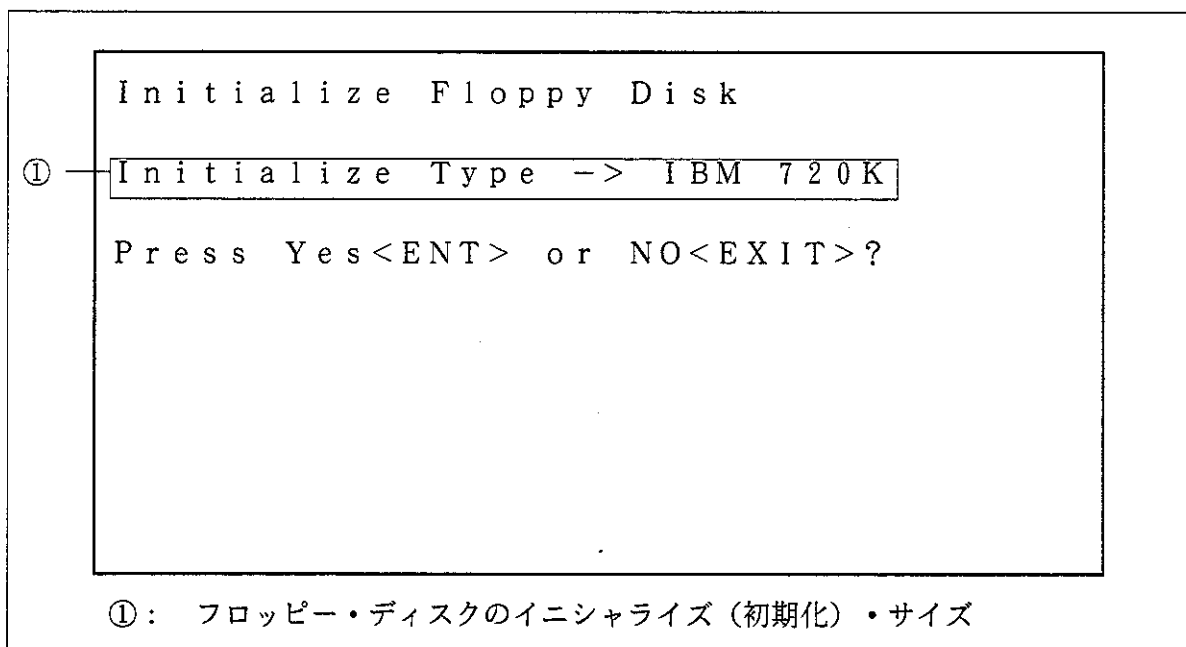 Initialize Floppy Disk
① Initialize Type -> IBM 720K
Press Yes<ENT> or NO<EXIT>?
①： フロッピー・ディスクのイニシャライズ（初期化）・サイズ